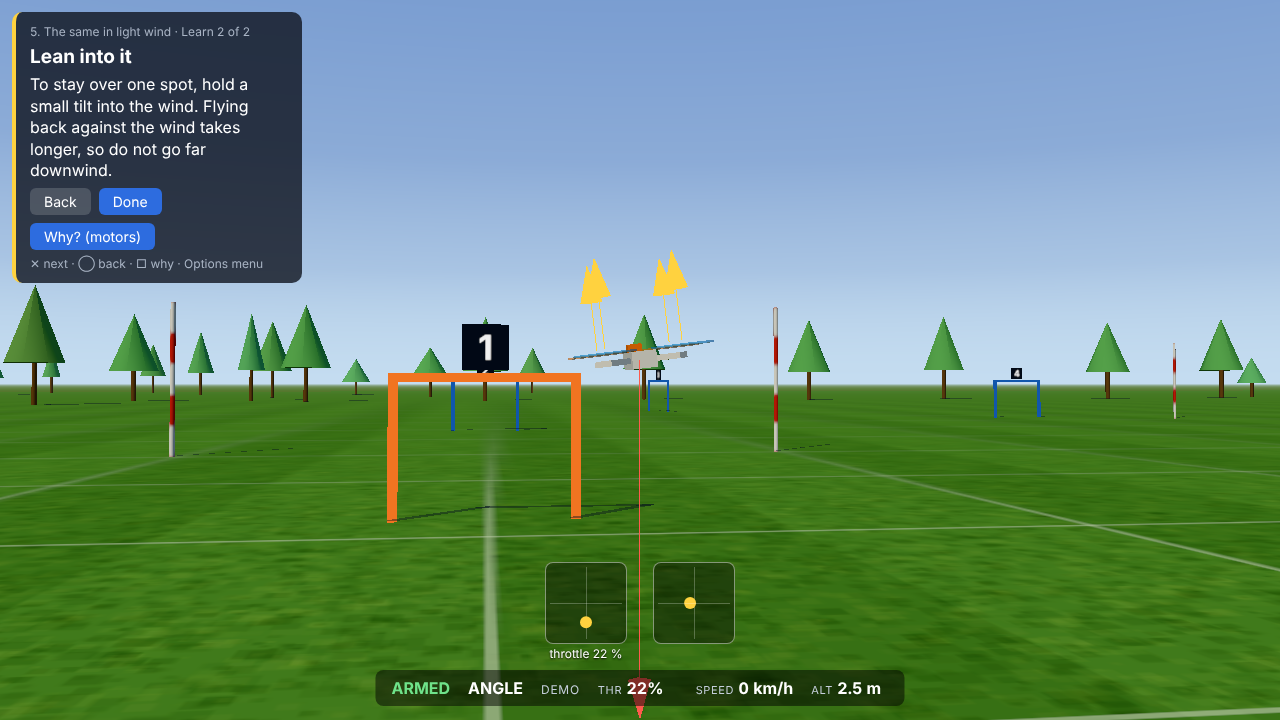 5. The same in light wind · Learn 2 of 2
Lean into it
To stay over one spot, hold a
small tilt into the wind. Flying
back against the wind takes
longer, so do not go far
downwind.
Back Done
Why? (motors)
✕ next · ◯ back · □ why · Options menu
1
4
throttle 22 %
ARMED ANGLE DEMO THR 22% SPEED 0 km/h ALT 2.5 m